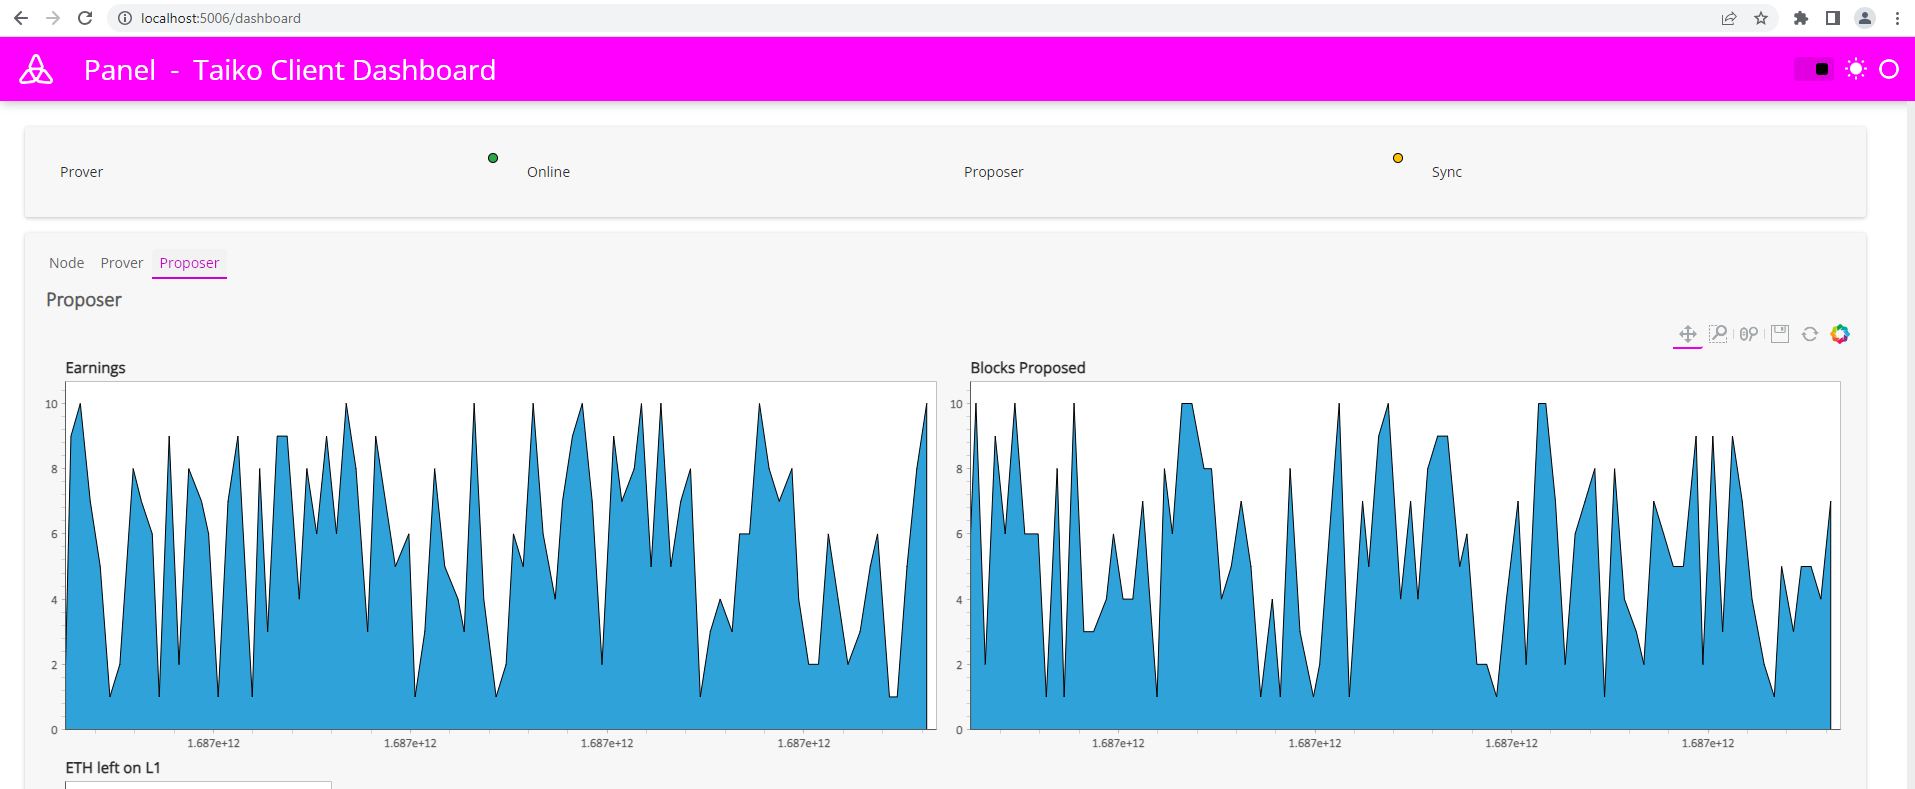 localhost:5006/dashboard
Panel - Taiko Client Dashboard
Prover
Online
Proposer
Sync
Node Prover Proposer
Proposer
Earnings
10
8
6
4
2
0
1.687e+12 1.687e+12 1.687e+12 1.687e+12
Blocks Proposed
10
8
6
4
2
0
1.687e+12 1.687e+12 1.687e+12 1.687e+12
ETH left on L1